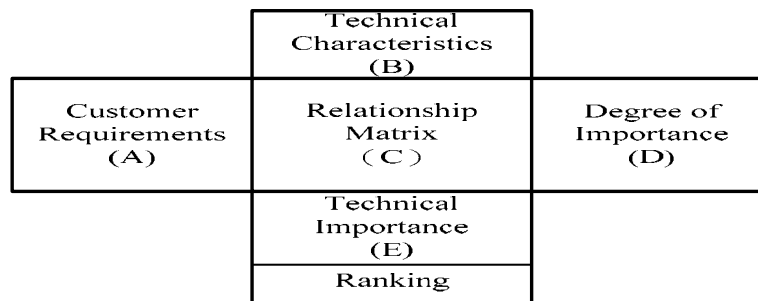 Technical
Characteristics
(B)
Customer
Requirements
(A)
Relationship
Matrix
( C )
Degree of
Importance
(D)
Technical
Importance
(E)
Ranking